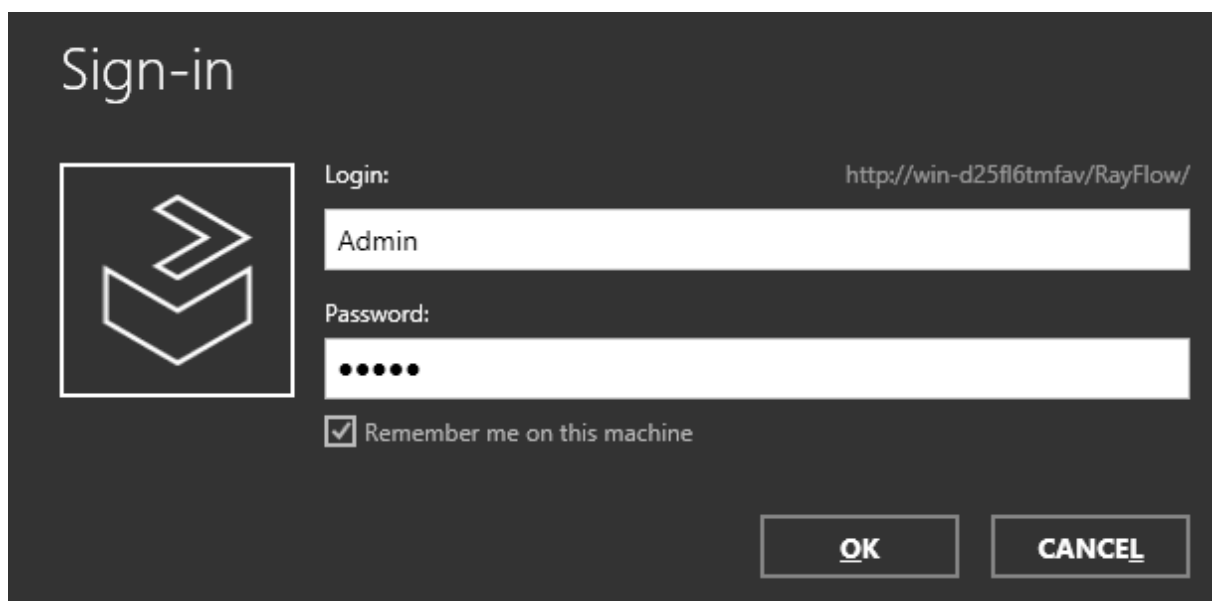 Sign-in
Login:
http://win-d25fl6tmfav/RayFlow/
Admin
Password:
•••••
Remember me on this machine
OK
CANCEL